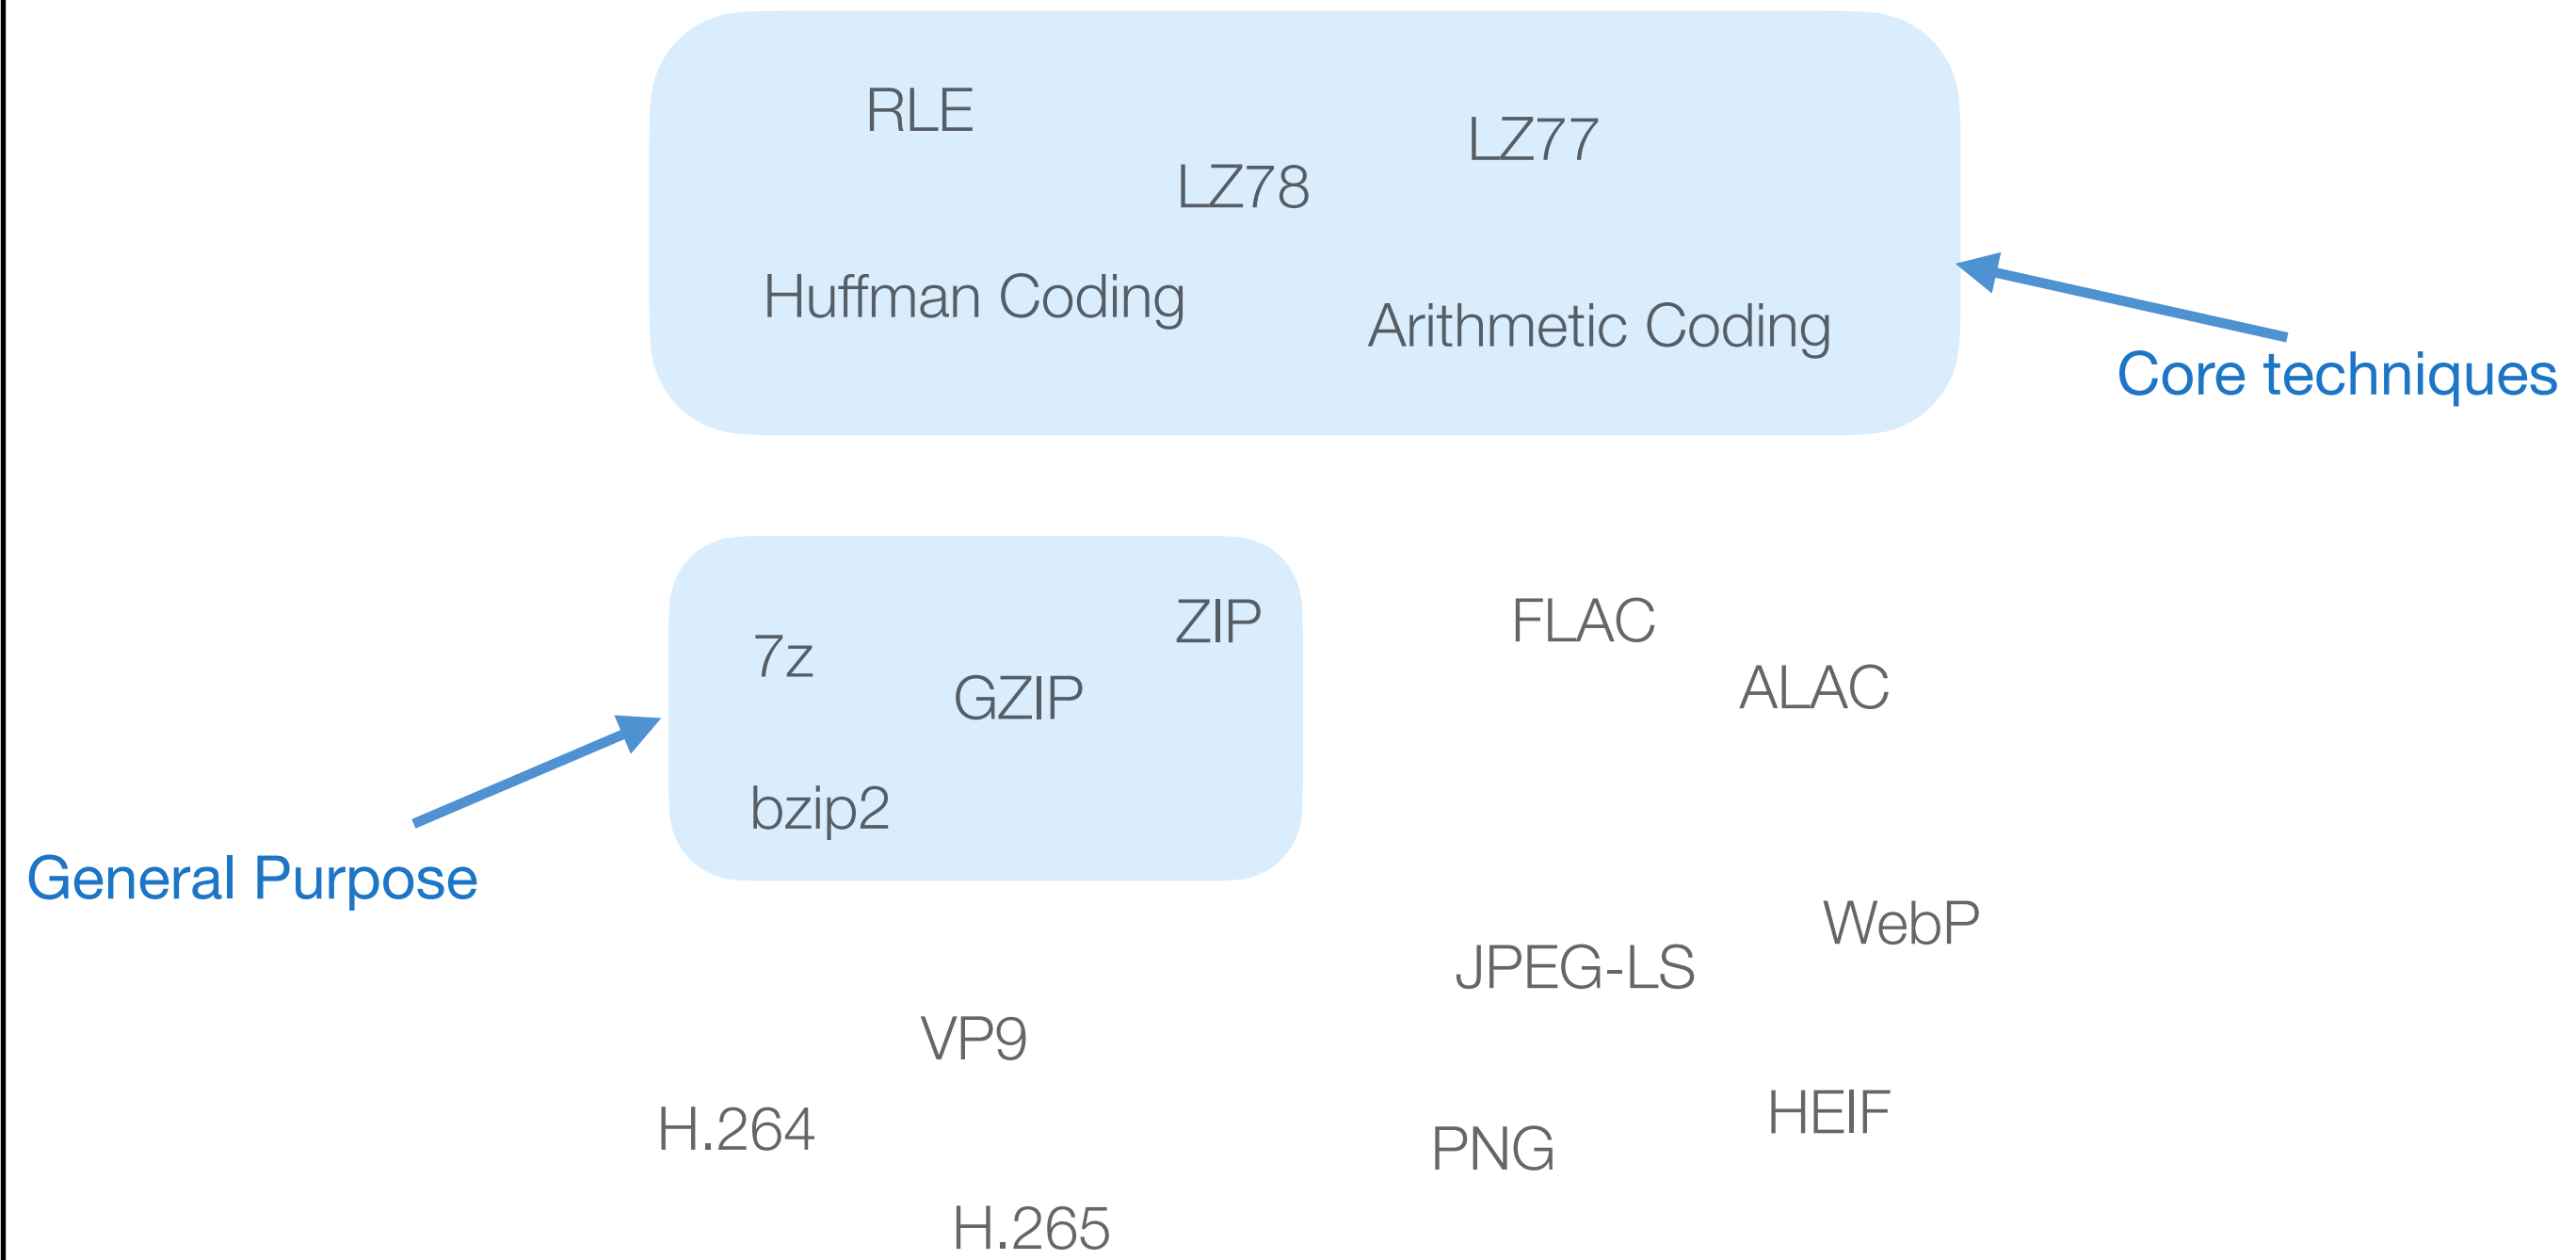 RLE
LZ77
LZ78
Huffman Coding
Arithmetic Coding
Core techniques
ZIP
7z
GZIP
bzip2
General Purpose
FLAC
ALAC
WebP
JPEG-LS
VP9
H.264
H.265
HEIF
PNG